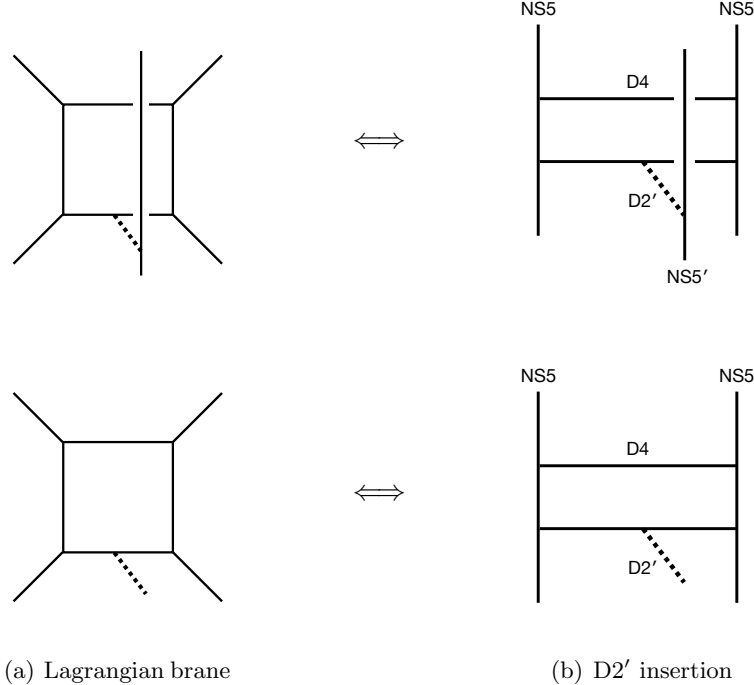 NS5 NS5
D4
D2′
NS5′
⇐⇒
NS5 NS5
D4
D2′
⇐⇒
(a) Lagrangian brane (b) D2′ insertion